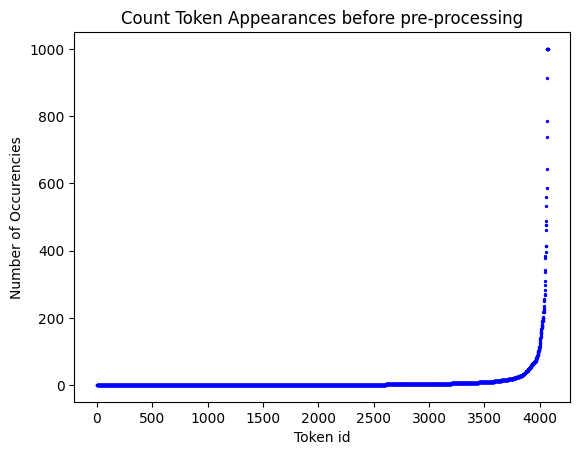 Count Token Appearances before pre-processing
1000
800
600
400
200
0
Number of Occurencies
0 500 1000 1500 2000 2500 3000 3500 4000
Token id